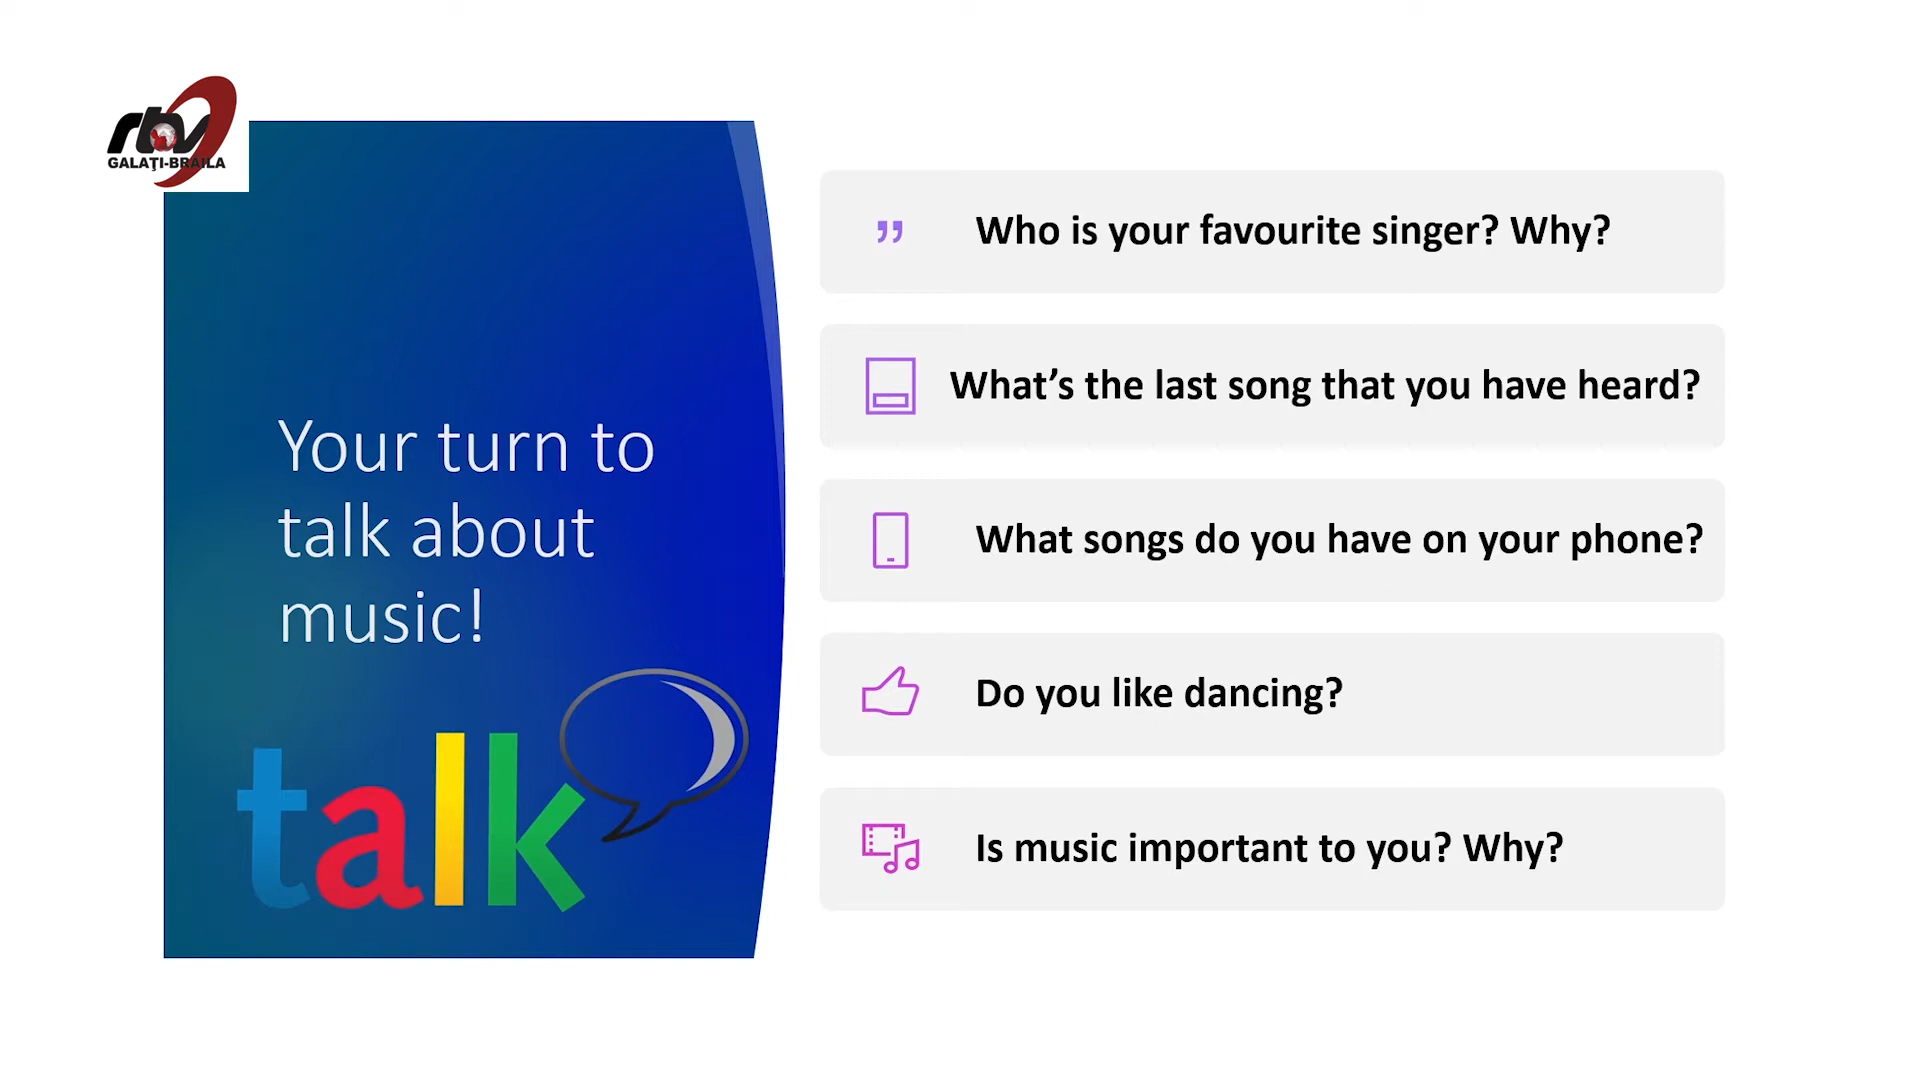 rtv
GALAŢI-BRAILA
Your turn to
talk about
music!
talk
Who is your favourite singer? Why?
What’s the last song that you have heard?
What songs do you have on your phone?
Do you like dancing?
Is music important to you? Why?